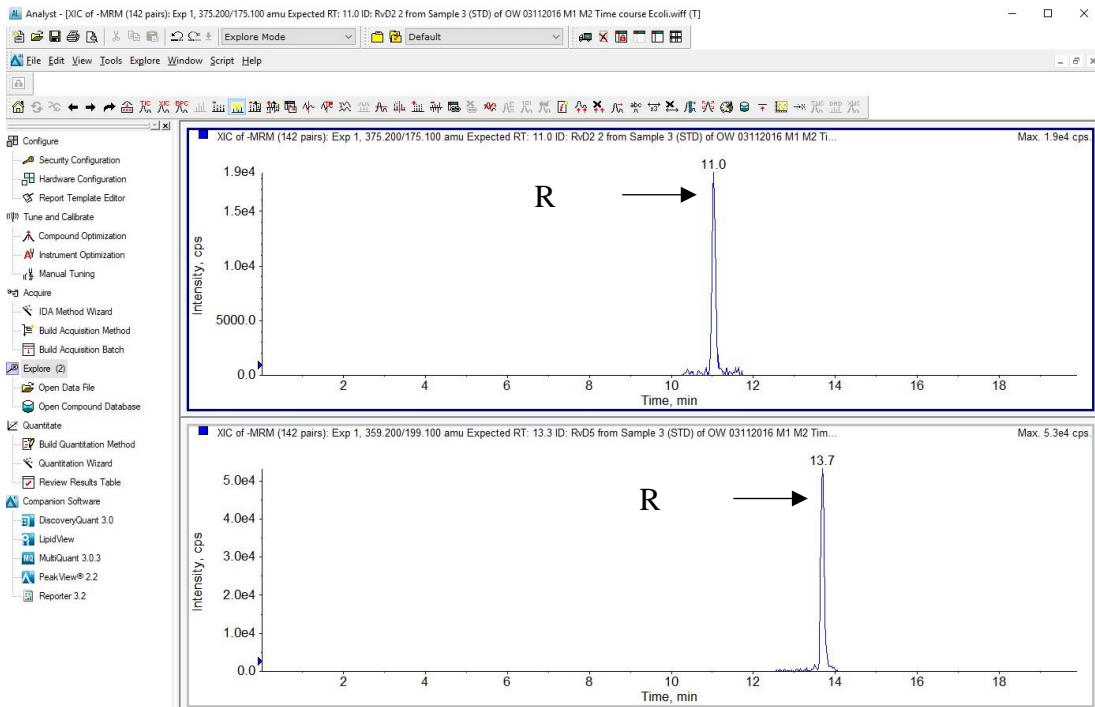 Analyst - [XIC of -MRM (142 pairs): Exp 1, 375.200/175.100 amu Expected RT: 11.0 ID: RvD2 2 from Sample 3 (STD) of OW 03112016 M1 M2 Time course Ecoli.wiff (T)]
Explore Mode
Default
File Edit View Tools Explore Window Script Help
Configure
Security Configuration
Hardware Configuration
Report Template Editor
Tune and Calibrate
Compound Optimization
Instrument Optimization
Manual Tuning
Acquire
IDA Method Wizard
Build Acquisition Method
Build Acquisition Batch
Explore (2)
Open Data File
Open Compound Database
Quantitate
Build Quantitation Method
Quantitation Wizard
Review Results Table
Companion Software
DiscoveryQuant 3.0
LipidView
MultiQuant 3.0.3
PeakView® 2.2
Reporter 3.2
XIC of -MRM (142 pairs): Exp 1, 375.200/175.100 amu Expected RT: 11.0 ID: RvD2 2 from Sample 3 (STD) of OW 03112016 M1 M2 Ti...
Max. 1.9e4 cps.
11.0
R
1.9e4
1.5e4
1.0e4
5000.0
0.0
Intensity, cps
2 4 6 8 10 12 14 16 18
Time, min
XIC of -MRM (142 pairs): Exp 1, 359.200/199.100 amu Expected RT: 13.3 ID: RvD5 from Sample 3 (STD) of OW 03112016 M1 M2 Tim...
Max. 5.3e4 cps.
13.7
R
5.0e4
4.0e4
3.0e4
2.0e4
1.0e4
0.0
Intensity, cps
2 4 6 8 10 12 14 16 18
Time, min